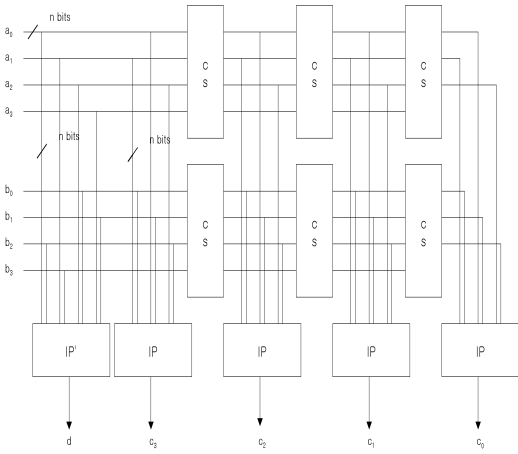 n bits
a₀
a₁
a₂
a₃
C
S
C
S
C
S
n bits
n bits
b₀
b₁
b₂
b₃
C
S
C
S
C
S
IP'
IP
IP
IP
IP
d
c₃
c₂
c₁
c₀